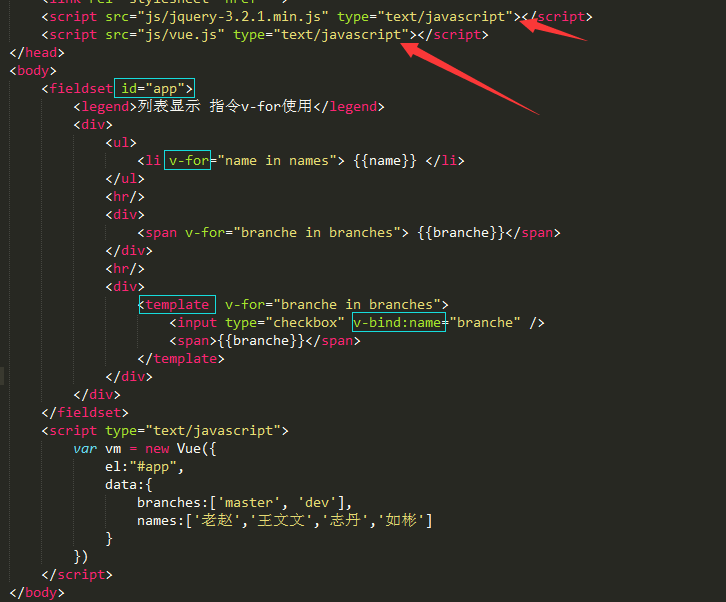 <link rel="stylesheet" href="">
<script src="js/jquery-3.2.1.min.js" type="text/javascript"></script>
<script src="js/vue.js" type="text/javascript"></script>
</head>
<body>
<fieldset id="app">
<legend>列表显示 指令v-for使用</legend>
<div>
<ul>
<li v-for="name in names"> {{name}} </li>
</ul>
<hr/>
<div>
<span v-for="branche in branches"> {{branche}}</span>
</div>
<hr/>
<div>
<template v-for="branche in branches">
<input type="checkbox" v-bind:name="branche" />
<span>{{branche}}</span>
</template>
</div>
</div>
</fieldset>
<script type="text/javascript">
var vm = new Vue({
el:"#app",
data:{
branches:['master', 'dev'],
names:['老赵','王文文','志丹','如彬']
}
})
</script>
</body>